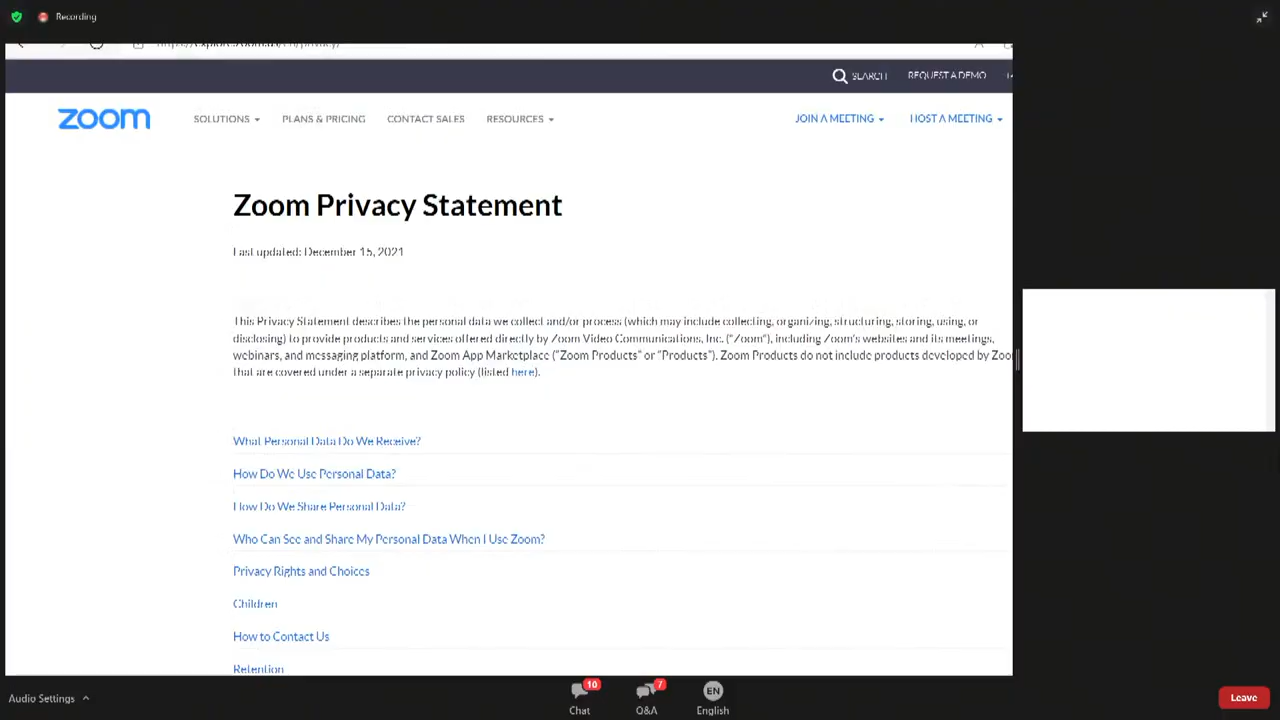 Recording
SEARCH REQUEST A DEMO
zoom SOLUTIONS PLANS & PRICING CONTACT SALES RESOURCES JOIN A MEETING HOST A MEETING
Zoom Privacy Statement
Last updated: December 15, 2021
This Privacy Statement describes the personal data we collect and/or process (which may include collecting, organizing, structuring, storing, using, or
disclosing) to provide products and services offered directly by Zoom Video Communications, Inc. ("Zoom"), including Zoom's websites and its meetings,
webinars, and messaging platform, and Zoom App Marketplace ("Zoom Products" or "Products"). Zoom Products do not include products developed by Zoo
that are covered under a separate privacy policy (listed here).
What Personal Data Do We Receive?
How Do We Use Personal Data?
How Do We Share Personal Data?
Who Can See and Share My Personal Data When I Use Zoom?
Privacy Rights and Choices
Children
How to Contact Us
Retention
10 7 EN
Audio Settings Chat Q&A English Leave